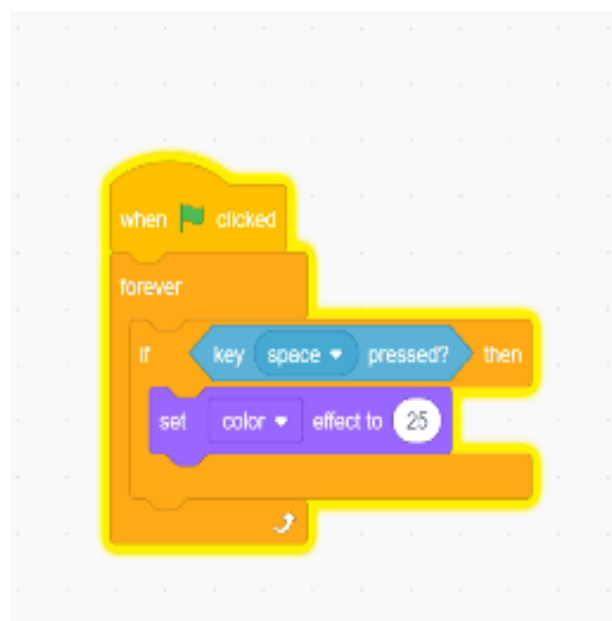 when clicked
forever
if key space pressed? then
set color effect to 25